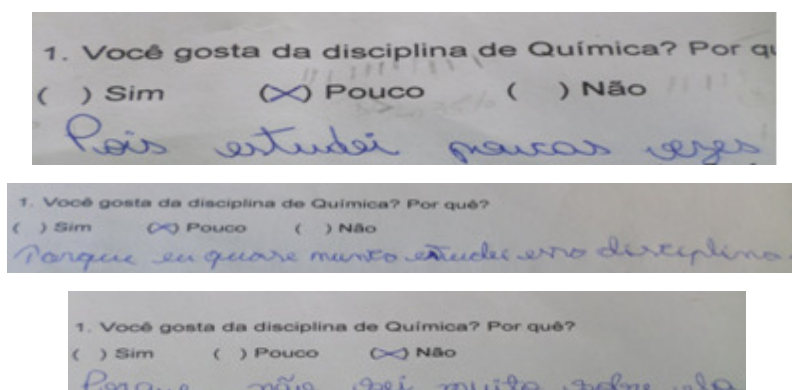 1. Você gosta da disciplina de Química? Por qu
( ) Sim (X) Pouco ( ) Não
Pois estudei poucas vezes
1. Você gosta da disciplina de Química? Por quê?
( ) Sim (X) Pouco ( ) Não
Porque eu quase nunca estudei essa disciplina.
1. Você gosta da disciplina de Química? Por quê?
( ) Sim ( ) Pouco (X) Não
Porque não sei muito sobre ela